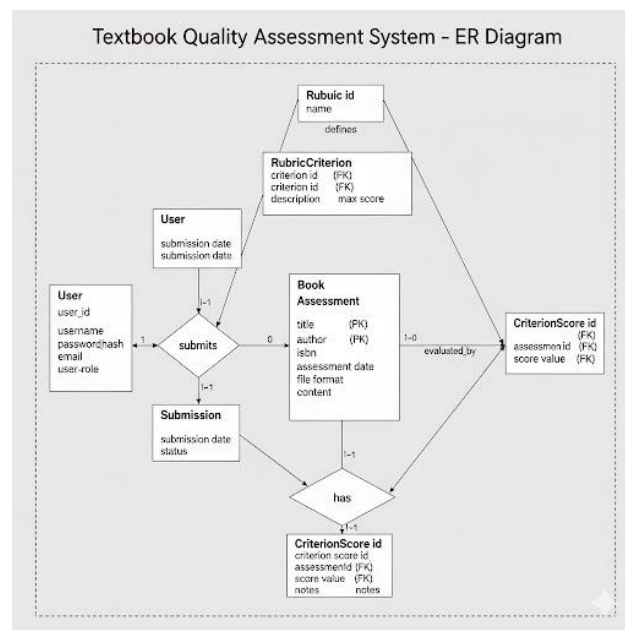 Textbook Quality Assessment System - ER Diagram
Rubuic id
name
defines
RubricCriterion
criterion id (FK)
criterion id (FK)
description max score
User
submission date
submission date
User
user_id
username
password|hash
email
user-role
1-1
1
submits
0
1-1
Submission
submission date
status
Book
Assessment
title (PK)
author (PK)
isbn
assessment date
file format
content
1-0
evaluated_by
CriterionScore id
(FK)
assessmen id (FK)
score value (FK)
1-1
has
1-1
CriterionScore id
criterion score id
assessmenId (FK)
score value (FK)
notes notes